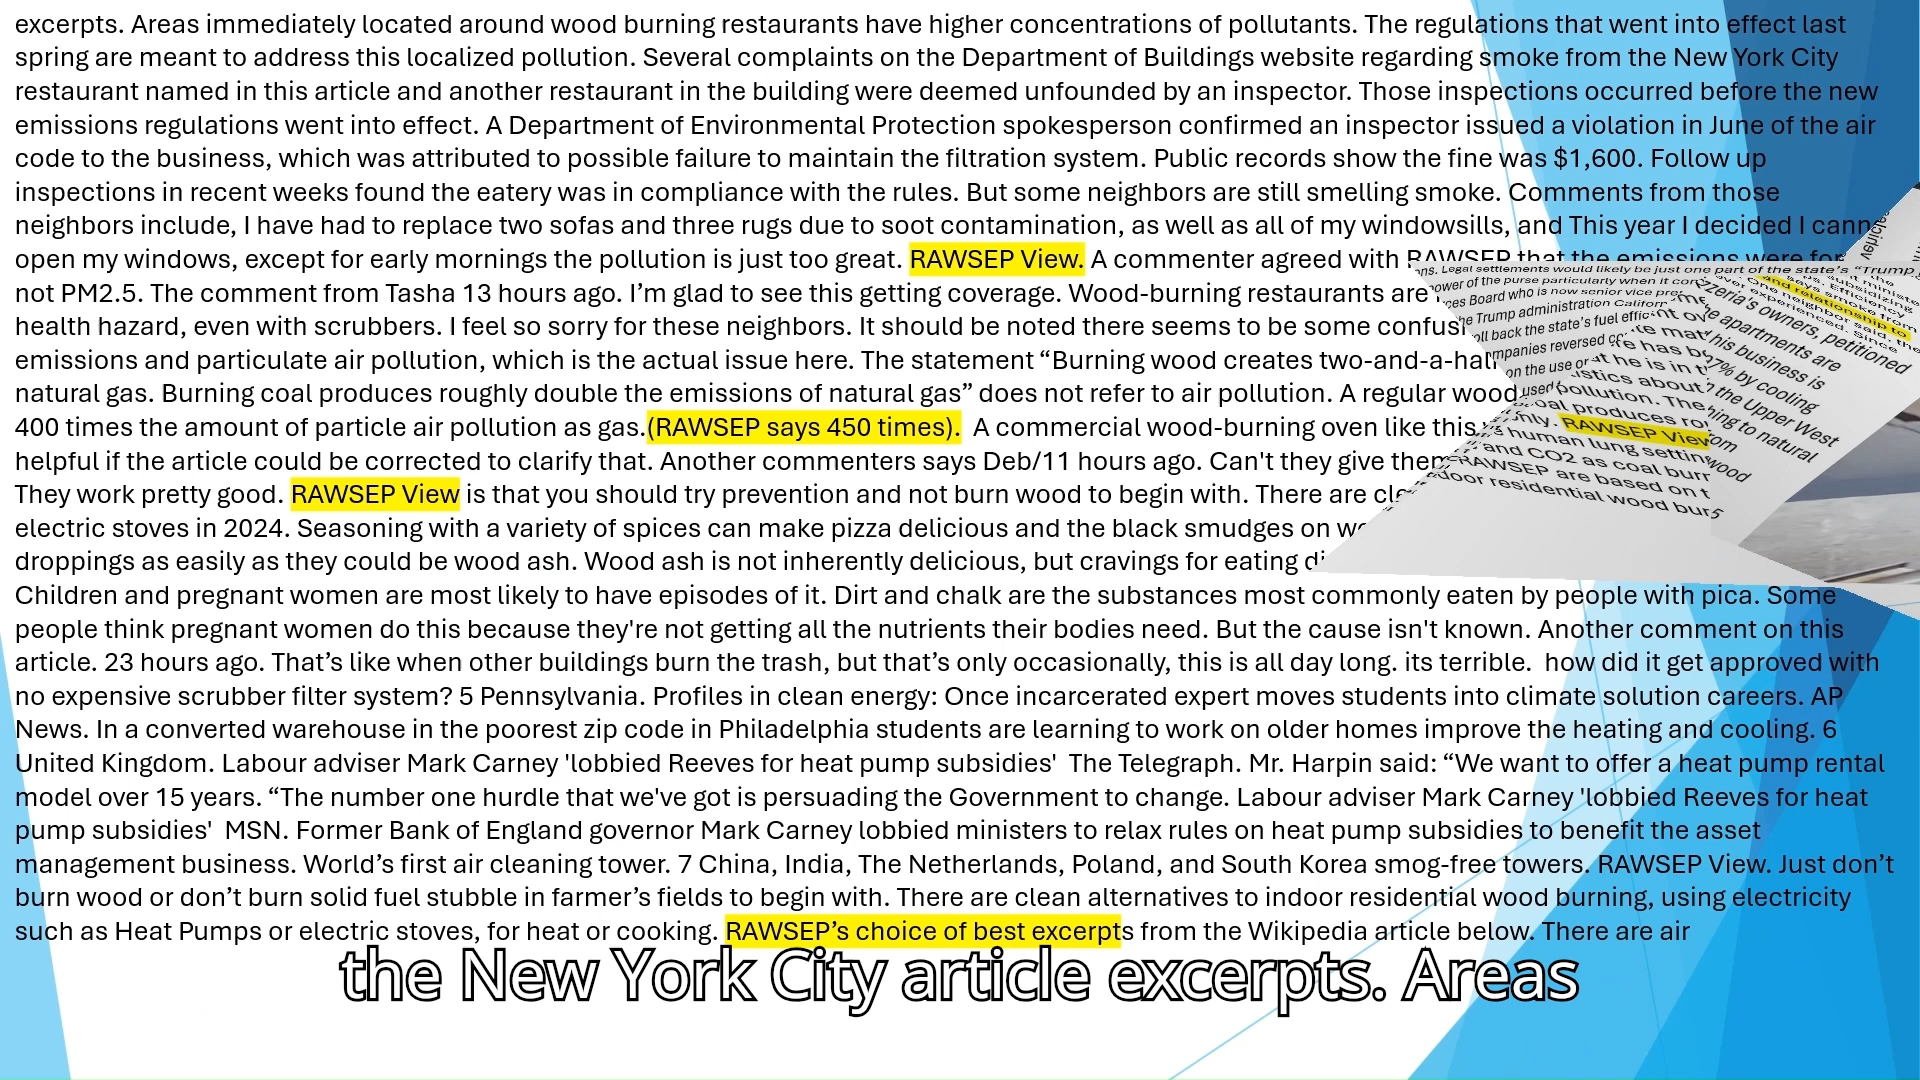 excerpts. Areas immediately located around wood burning restaurants have higher concentrations of pollutants. The regulations that went into effect last
spring are meant to address this localized pollution. Several complaints on the Department of Buildings website regarding smoke from the New York City
restaurant named in this article and another restaurant in the building were deemed unfounded by an inspector. Those inspections occurred before the new
emissions regulations went into effect. A Department of Environmental Protection spokesperson confirmed an inspector issued a violation in June of the air
code to the business, which was attributed to possible failure to maintain the filtration system. Public records show the fine was $1,600. Follow up
inspections in recent weeks found the eatery was in compliance with the rules. But some neighbors are still smelling smoke. Comments from those
neighbors include, I have had to replace two sofas and three rugs due to soot contamination, as well as all of my windowsills, and This year I decided I
open my windows, except for early mornings the pollution is just too great. RAWSEP View. A commenter agreed with RAWSEP that the emissions were for
not PM2.5. The comment from Tasha 13 hours ago. I’m glad to see this getting coverage. Wood-burning restaurants are
health hazard, even with scrubbers. I feel so sorry for these neighbors. It should be noted there seems to be some
emissions and particulate air pollution, which is the actual issue here. The statement “Burning wood creates
natural gas. Burning coal produces roughly double the emissions of natural gas” does not refer to air pollution. A regular wood
400 times the amount of particle air pollution as gas.(RAWSEP says 450 times). A commercial wood-burning oven like this
helpful if the article could be corrected to clarify that. Another commenters says Deb/11 hours ago. Can't they give them
They work pretty good. RAWSEP View is that you should try prevention and not burn wood to begin with. There are
electric stoves in 2024. Seasoning with a variety of spices can make pizza delicious and the black smudges on
droppings as easily as they could be wood ash. Wood ash is not inherently delicious, but cravings for eating
Children and pregnant women are most likely to have episodes of it. Dirt and chalk are the substances most commonly eaten by people with pica. Some
people think pregnant women do this because they're not getting all the nutrients their bodies need. But the cause isn't known. Another comment on this
article. 23 hours ago. That’s like when other buildings burn the trash, but that’s only occasionally, this is all day long. its terrible. how did it get approved with
no expensive scrubber filter system? 5 Pennsylvania. Profiles in clean energy: Once incarcerated expert moves students into climate solution careers. AP
News. In a converted warehouse in the poorest zip code in Philadelphia students are learning to work on older homes improve the heating and cooling. 6
United Kingdom. Labour adviser Mark Carney 'lobbied Reeves for heat pump subsidies' The Telegraph. Mr. Harpin said: “We want to offer a heat pump rental
model over 15 years. “The number one hurdle that we've got is persuading the Government to change. Labour adviser Mark Carney 'lobbied Reeves for heat
pump subsidies' MSN. Former Bank of England governor Mark Carney lobbied ministers to relax rules on heat pump subsidies to benefit the asset
management business. World’s first air cleaning tower. 7 China, India, The Netherlands, Poland, and South Korea smog-free towers. RAWSEP View. Just don’t
burn wood or don’t burn solid fuel stubble in farmer’s fields to begin with. There are clean alternatives to indoor residential wood burning, using electricity
such as Heat Pumps or electric stoves, for heat or cooking. RAWSEP’s choice of best excerpts from the Wikipedia article below. There are air
the New York City article excerpts. Areas